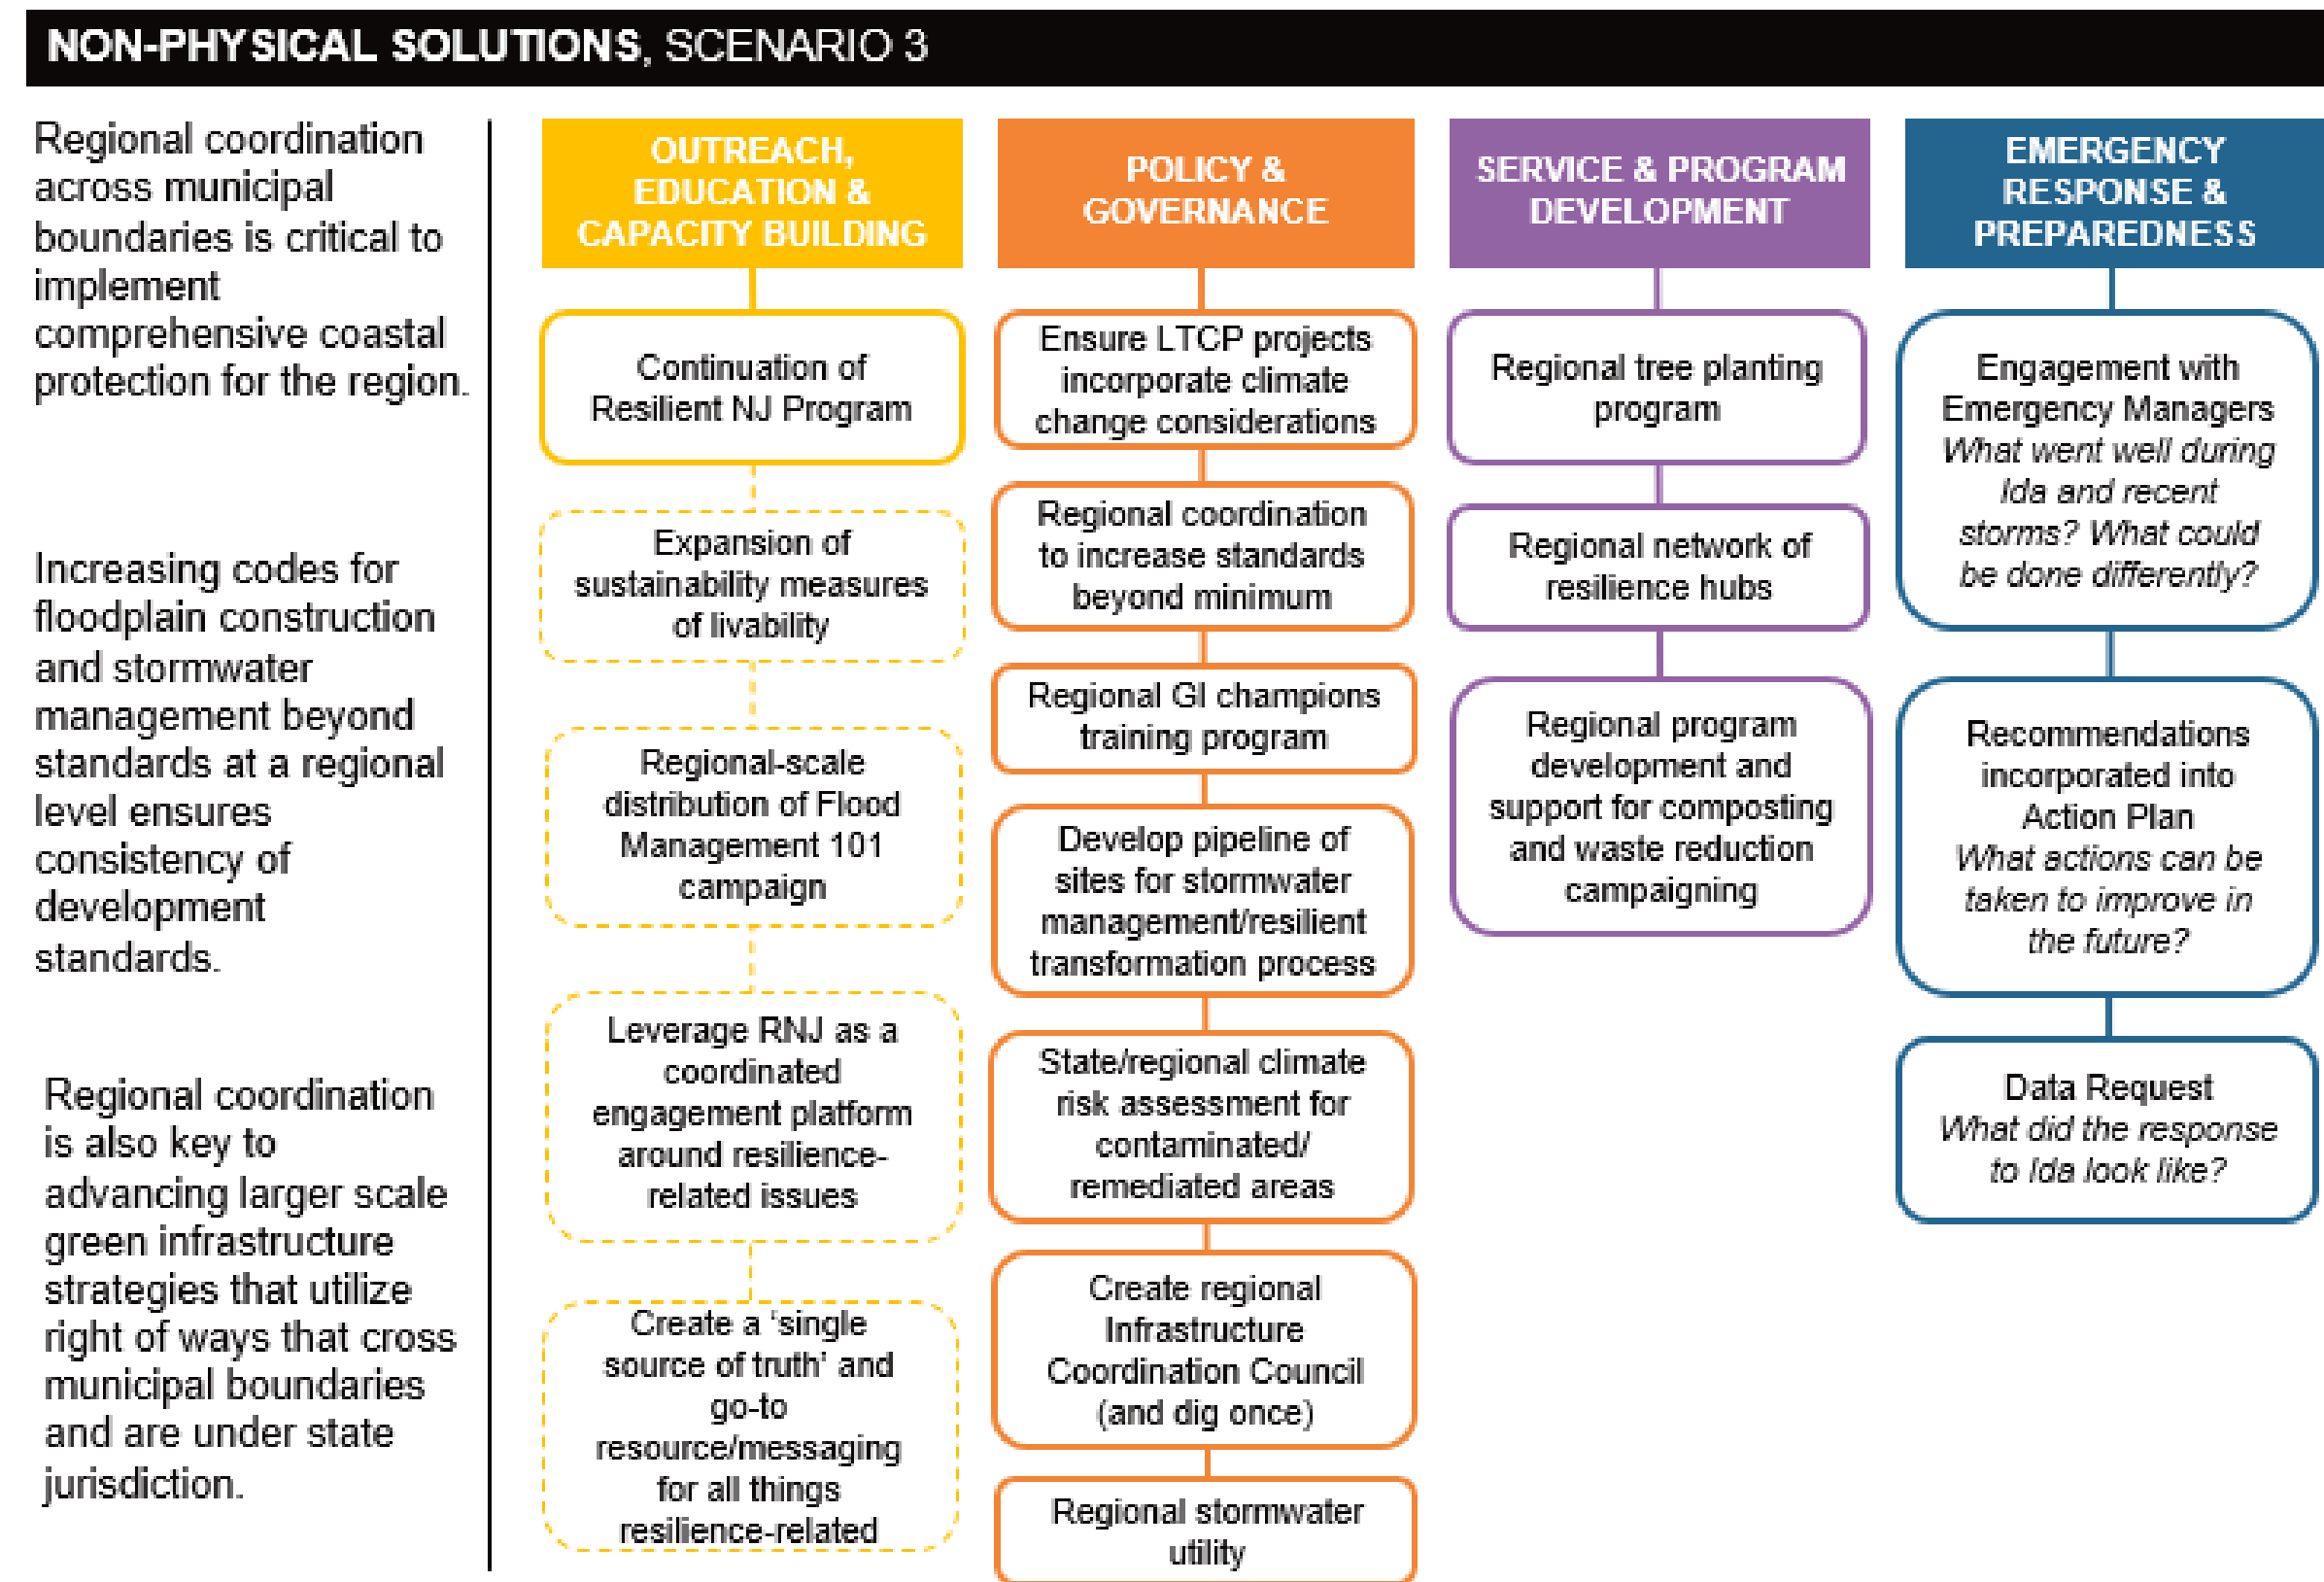 NON-PHYSICAL SOLUTIONS, SCENARIO 3
Regional coordination
across municipal
boundaries is critical to
implement
comprehensive coastal
protection for the region.
Increasing codes for
floodplain construction
and stormwater
management beyond
standards at a regional
level ensures
consistency of
development
standards.
Regional coordination
is also key to
advancing larger scale
green infrastructure
strategies that utilize
right of ways that cross
municipal boundaries
and are under state
jurisdiction.
OUTREACH,
EDUCATION &
CAPACITY BUILDING
Continuation of
Resilient NJ Program
Expansion of
sustainability measures
of livability
Regional-scale
distribution of Flood
Management 101
campaign
Leverage RNJ as a
coordinated
engagement platform
around resilience-
related issues
Create a ‘single
source of truth’ and
go-to
resource/messaging
for all things
resilience-related
POLICY &
GOVERNANCE
Ensure LTCP projects
incorporate climate
change considerations
Regional coordination
to increase standards
beyond minimum
Regional GI champions
training program
Develop pipeline of
sites for stormwater
management/resilient
transformation process
State/regional climate
risk assessment for
contaminated/
remediated areas
Create regional
Infrastructure
Coordination Council
(and dig once)
Regional stormwater
utility
SERVICE & PROGRAM
DEVELOPMENT
Regional tree planting
program
Regional network of
resilience hubs
Regional program
development and
support for composting
and waste reduction
campaigning
EMERGENCY
RESPONSE &
PREPAREDNESS
Engagement with
Emergency Managers
What went well during
Ida and recent
storms? What could
be done differently?
Recommendations
incorporated into
Action Plan
What actions can be
taken to improve in
the future?
Data Request
What did the response
to Ida look like?